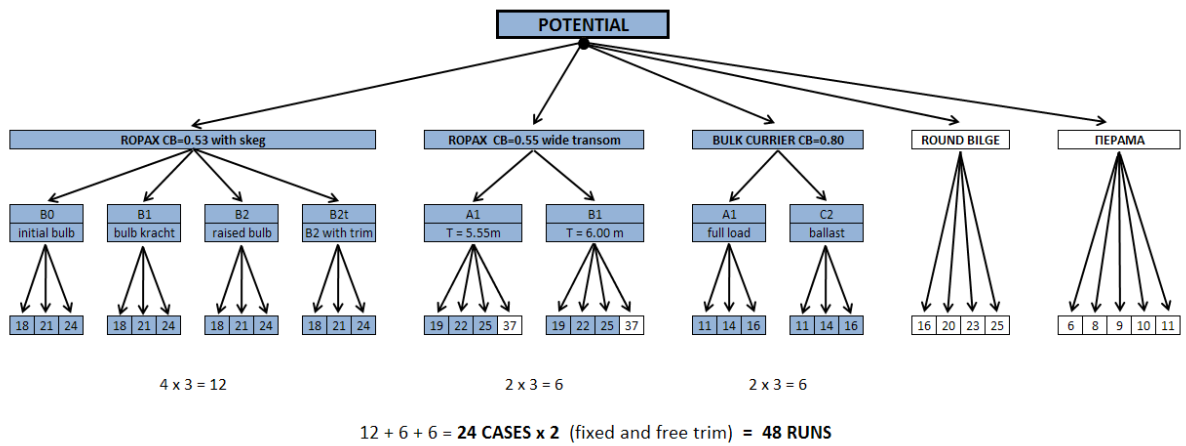 POTENTIAL
ROPAX CB=0.53 with skeg
ROPAX CB=0.55 wide transom
BULK CURRIER CB=0.80
ROUND BILGE
ΠΕΡΑΜΑ
B0
initial bulb
B1
bulb kracht
B2
raised bulb
B2t
B2 with trim
A1
T = 5.55m
B1
T = 6.00 m
A1
full load
C2
ballast
18 21 24
18 21 24
18 21 24
18 21 24
19 22 25 37
19 22 25 37
11 14 16
11 14 16
16 20 23 25
6 8 9 10 11
4 x 3 = 12
2 x 3 = 6
2 x 3 = 6
12 + 6 + 6 = 24 CASES x 2 (fixed and free trim) = 48 RUNS